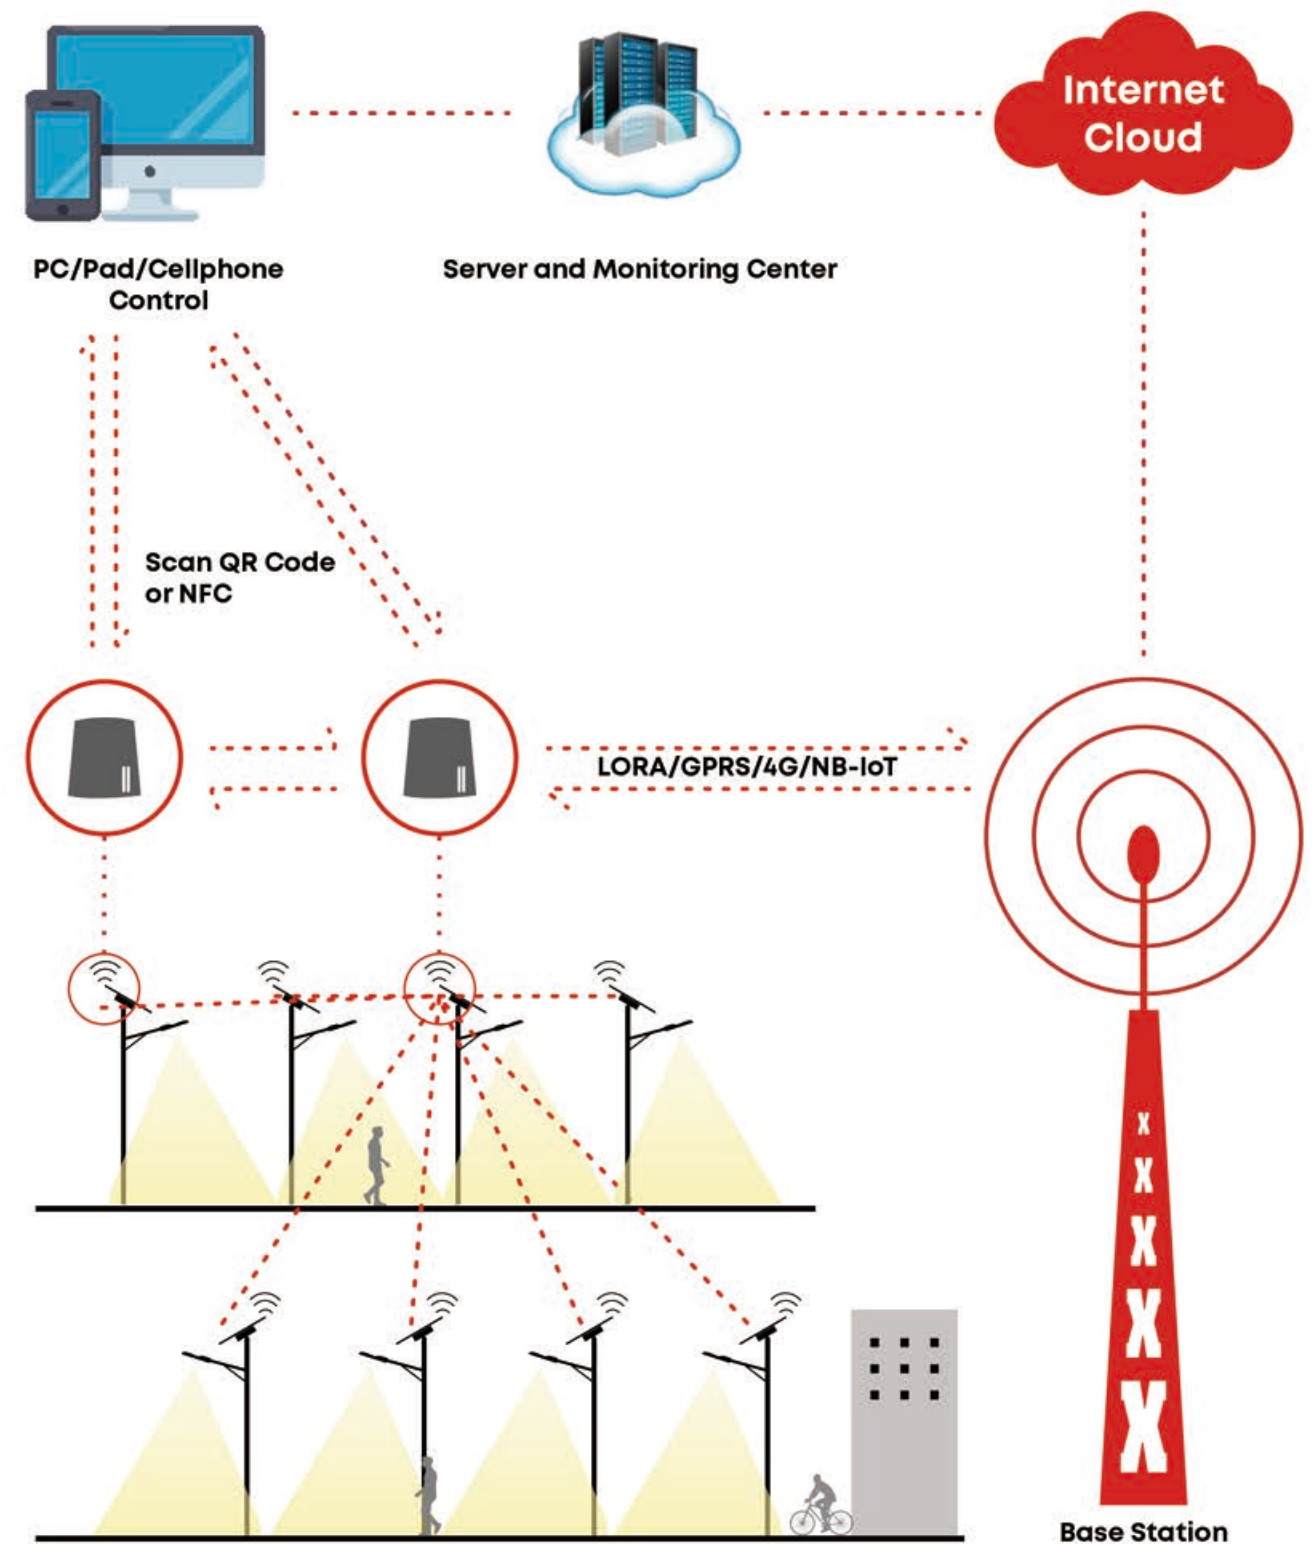 Internet
Cloud
PC/Pad/Cellphone
Control
Server and Monitoring Center
Scan QR Code
or NFC
LORA/GPRS/4G/NB-IoT
X
X
X
X
X
Base Station